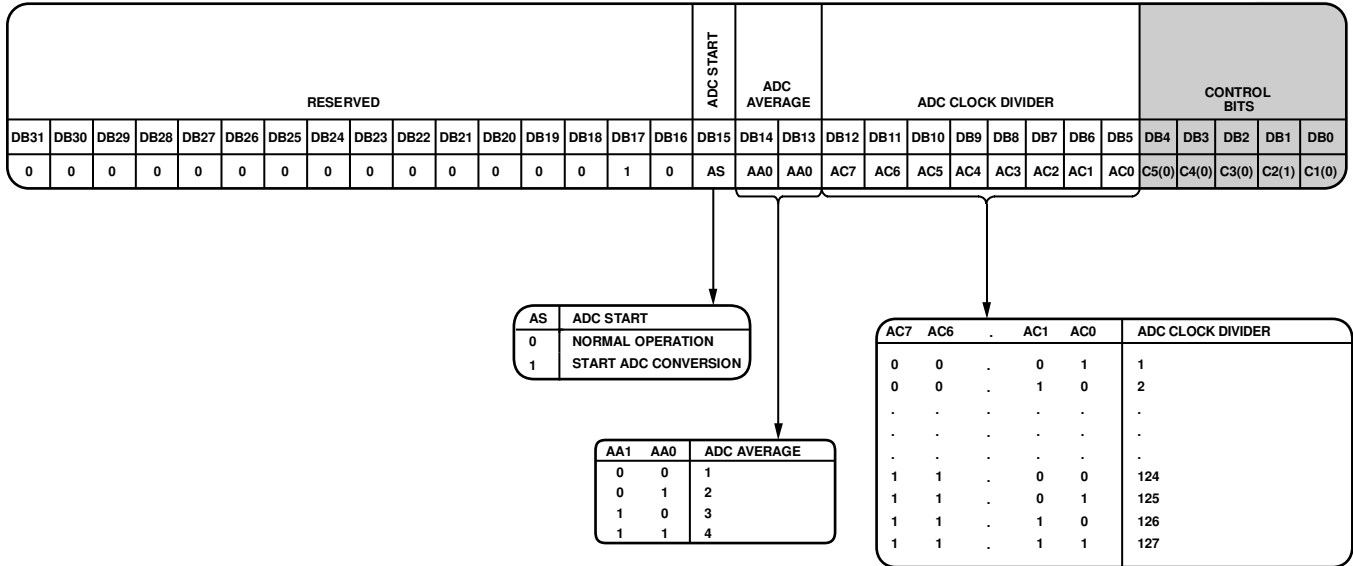 RESERVED
ADC START
ADC
AVERAGE
ADC CLOCK DIVIDER
CONTROL
BITS
DB31 DB30 DB29 DB28 DB27 DB26 DB25 DB24 DB23 DB22 DB21 DB20 DB19 DB18 DB17 DB16 DB15 DB14 DB13 DB12 DB11 DB10 DB9 DB8 DB7 DB6 DB5 DB4 DB3 DB2 DB1 DB0
0 0 0 0 0 0 0 0 0 0 0 0 0 0 1 0 AS AA0 AA0 AC7 AC6 AC5 AC4 AC3 AC2 AC1 AC0 C5(0) C4(0) C3(0) C2(1) C1(0)
AS ADC START
0 NORMAL OPERATION
1 START ADC CONVERSION
AA1 AA0 ADC AVERAGE
0 0 1
0 1 2
1 0 3
1 1 4
AC7 AC6 . AC1 AC0 ADC CLOCK DIVIDER
0 0 . 0 1 1
0 0 . 1 0 2
. . . . . .
. . . . . .
. . . . . .
1 1 . 0 0 124
1 1 . 0 1 125
1 1 . 1 0 126
1 1 . 1 1 127